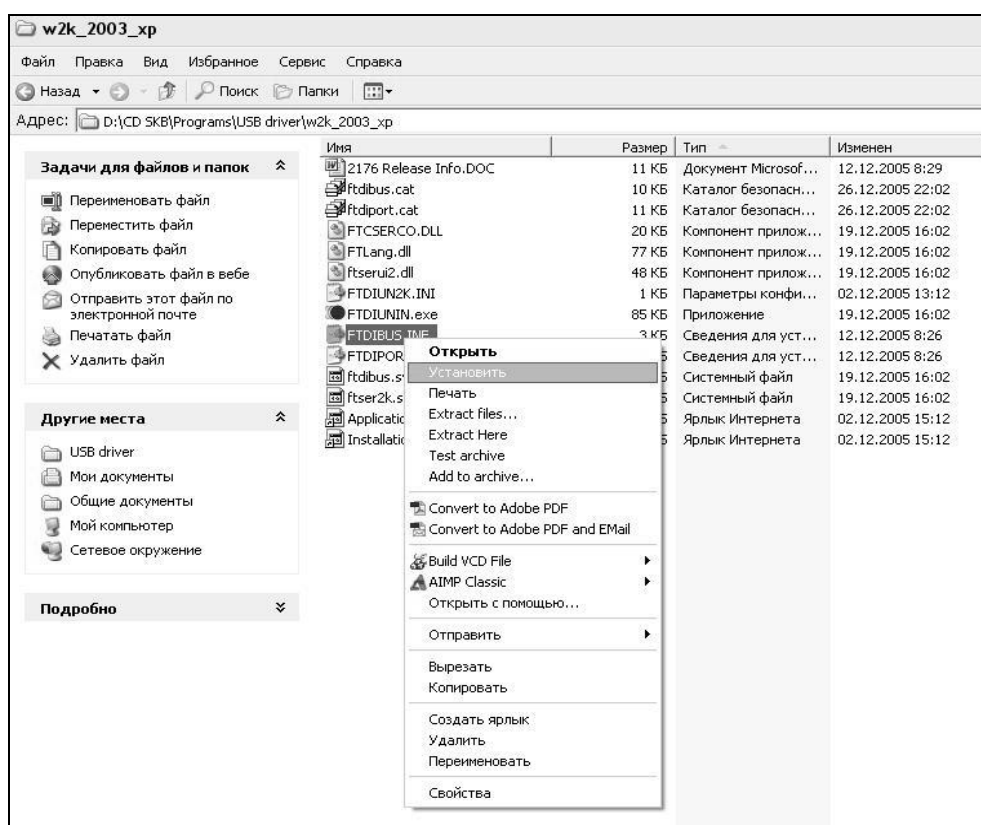 w2k_2003_xp
Файл Правка Вид Избранное Сервис Справка
Назад Поиск Папки
Адрес: D:\CD SKB\Programs\USB driver\w2k_2003_xp
Задачи для файлов и папок
Переименовать файл
Переместить файл
Копировать файл
Опубликовать файл в вебе
Отправить этот файл по
электронной почте
Печатать файл
Удалить файл
Другие места
USB driver
Мои документы
Общие документы
Мой компьютер
Сетевое окружение
Подробно
Имя Размер Тип Изменен
2176 Release Info.DOC 11 КБ Документ Microsof... 12.12.2005 8:29
ftdibus.cat 10 КБ Каталог безопасн... 26.12.2005 22:02
ftdiport.cat 11 КБ Каталог безопасн... 26.12.2005 22:02
FTCSERCO.DLL 20 КБ Компонент прилож... 19.12.2005 16:02
FTLang.dll 77 КБ Компонент прилож... 19.12.2005 16:02
ftserui2.dll 48 КБ Компонент прилож... 19.12.2005 16:02
FTDIUN2K.INI 1 КБ Параметры конфи... 02.12.2005 13:12
FTDIUNIN.exe 85 КБ Приложение 19.12.2005 16:02
FTDIBUS.INF 3 КБ Сведения для уст... 12.12.2005 8:26
FTDIPOR Б Сведения для уст... 12.12.2005 8:26
ftdibus.s Б Системный файл 19.12.2005 16:02
ftser2k.s Б Системный файл 19.12.2005 16:02
Applicatio Б Ярлык Интернета 02.12.2005 15:12
Installatio Б Ярлык Интернета 02.12.2005 15:12
Открыть
Установить
Печать
Extract files...
Extract Here
Test archive
Add to archive...
Convert to Adobe PDF
Convert to Adobe PDF and EMail
Build VCD File
AIMP Classic
Открыть с помощью...
Отправить
Вырезать
Копировать
Создать ярлык
Удалить
Переименовать
Свойства